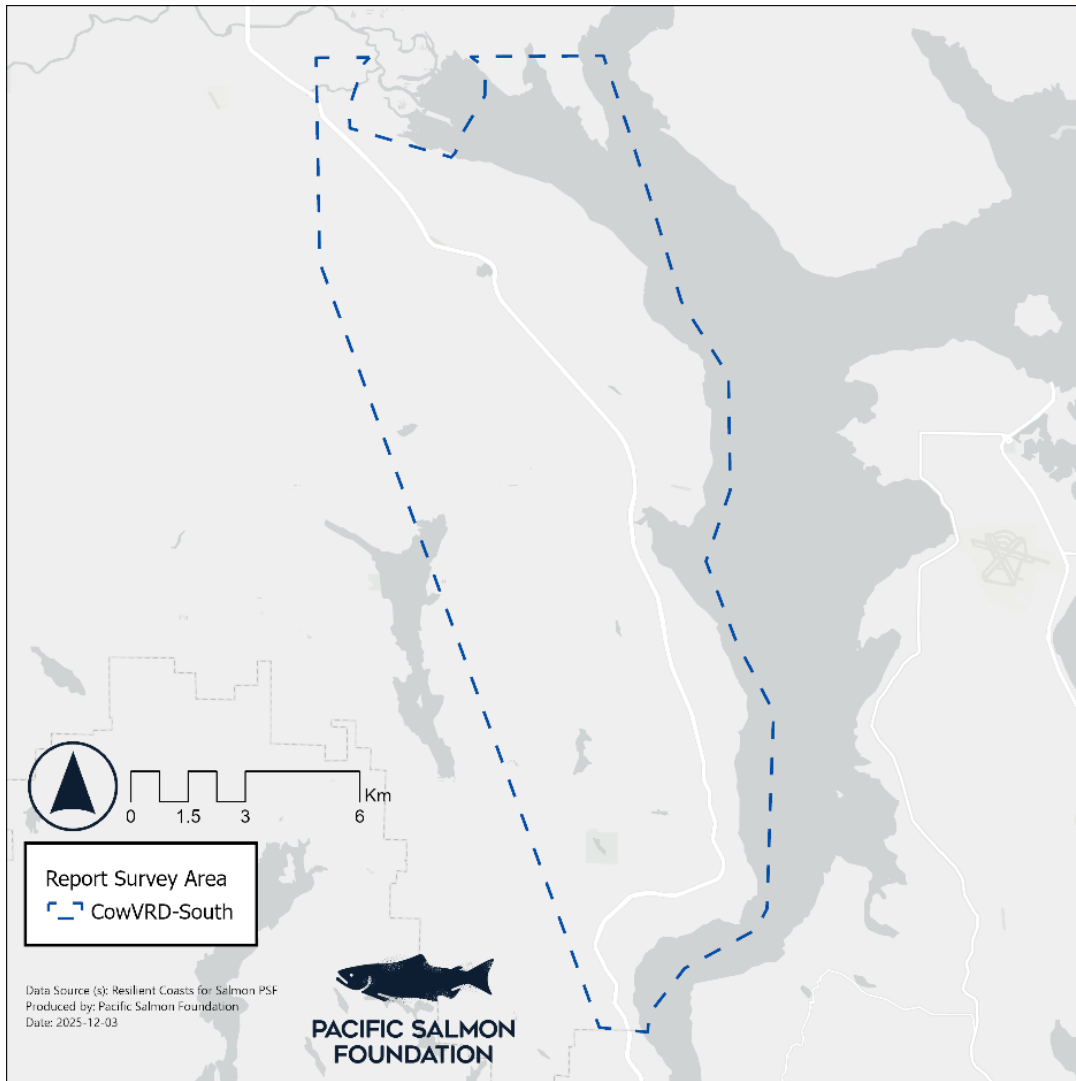 Km
0 1.5 3 6
Report Survey Area
CowVRD-South
Data Source (s): Resilient Coasts for Salmon PSF
Produced by: Pacific Salmon Foundation
Date: 2025-12-03
PACIFIC SALMON
FOUNDATION